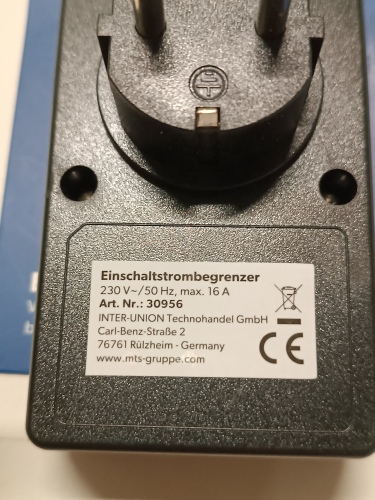 Einschaltstrombegrenzer
230 V~/50 Hz, max. 16 A
Art. Nr.: 30956
INTER-UNION Technohandel GmbH
Carl-Benz-Straße 2
76761 Rülzheim - Germany
www.mts-gruppe.com
CE